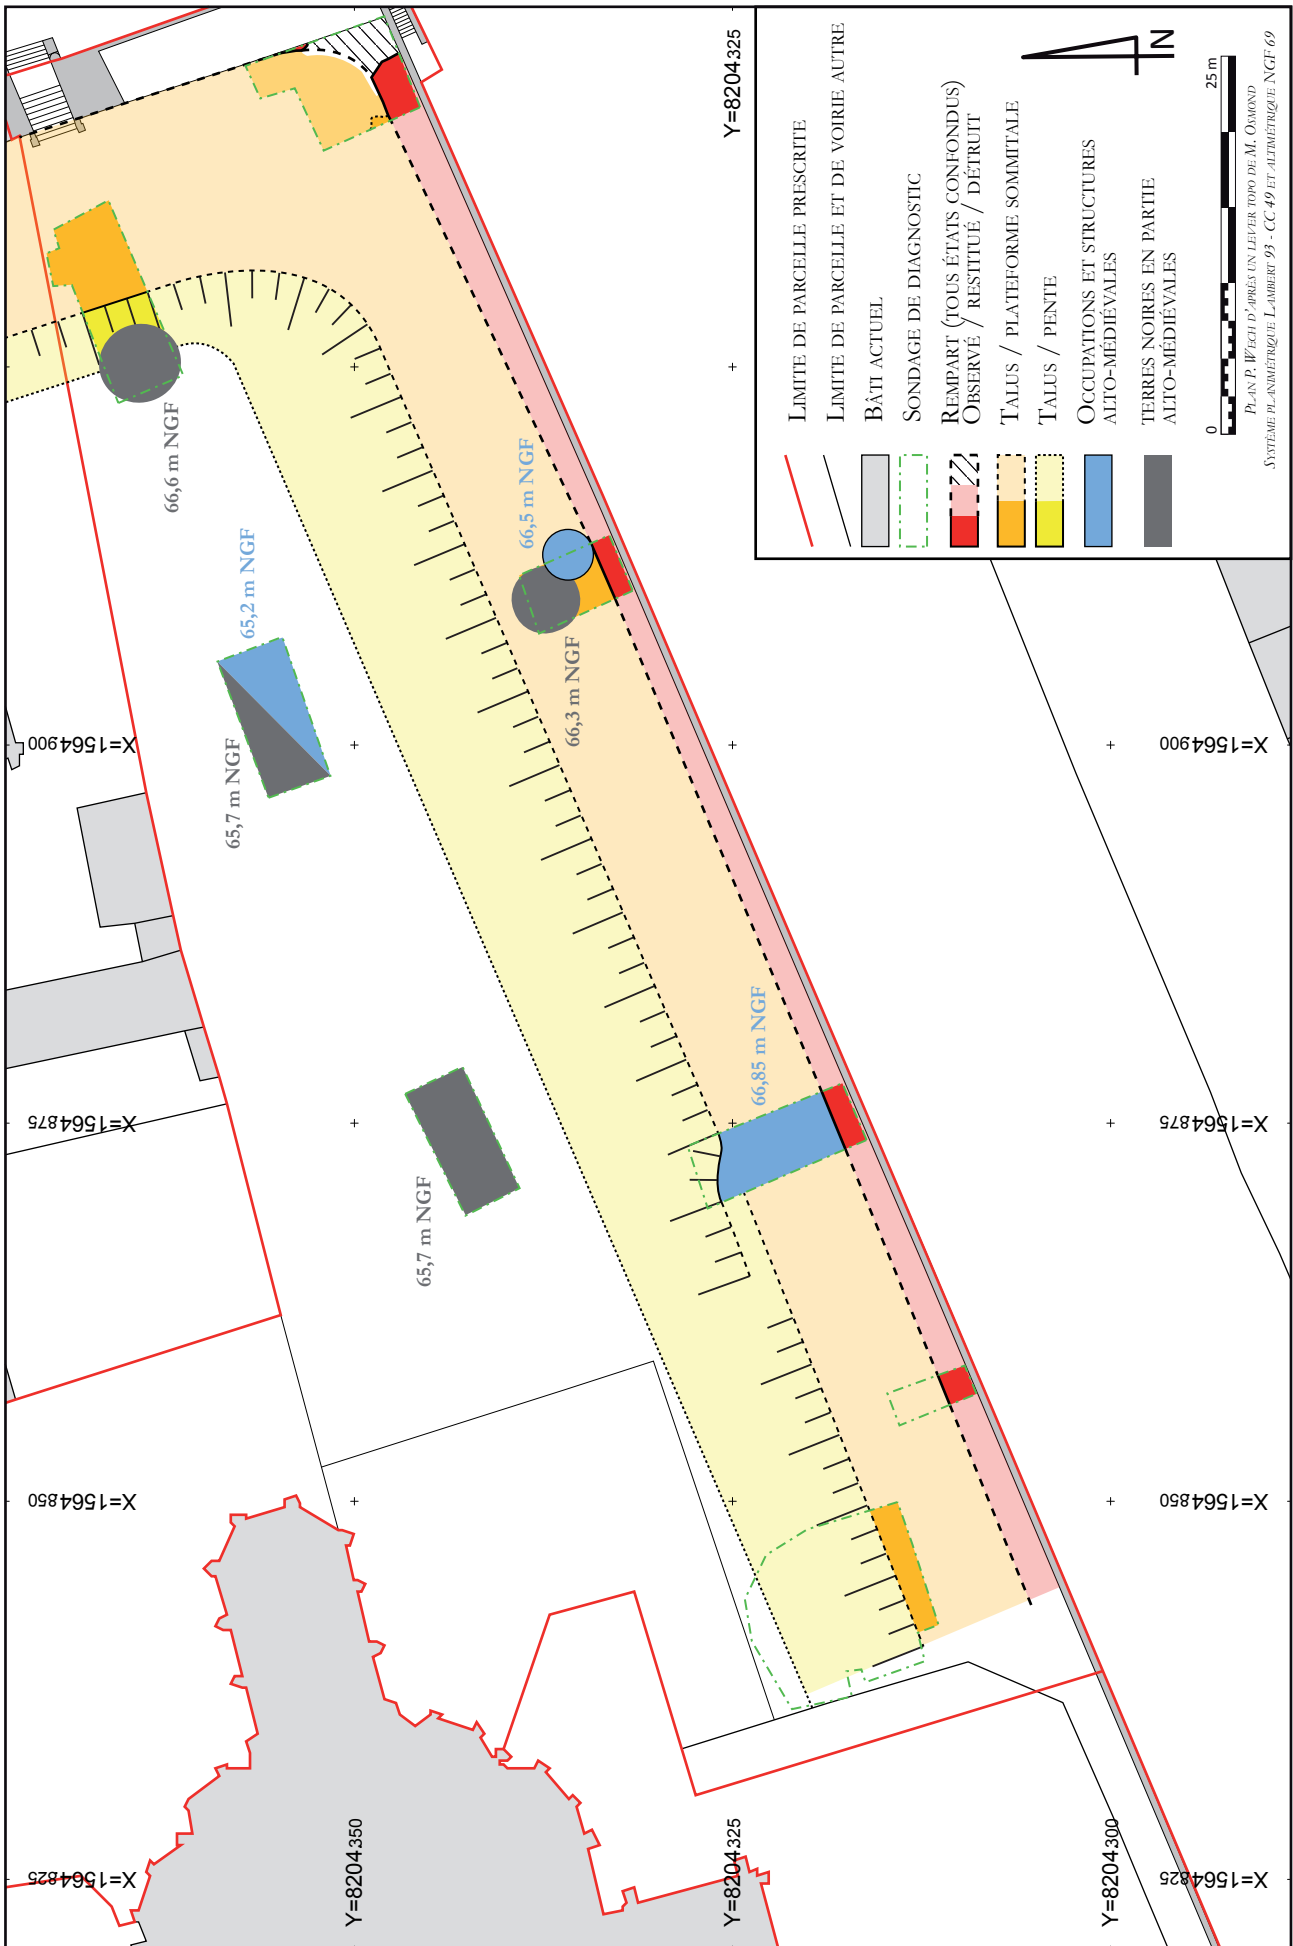 Y=8204325
66,6 m NGF
65,2 m NGF
66,5 m NGF
65,7 m NGF
66,3 m NGF
X=1564900
X=1564900
66,85 m NGF
X=1564875
X=1564875
65,7 m NGF
X=1564850
X=1564850
Y=8204350
Y=8204325
Y=8204300
X=1564825
X=1564825
LIMITE DE PARCELLE PRESCRITE
LIMITE DE PARCELLE ET DE VOIRIE AUTRE
BÂTI ACTUEL
SONDAGE DE DIAGNOSTIC
REMPART (TOUS ÉTATS CONFONDUS)
OBSERVÉ / RESTITUÉ / DÉTRUIT
TALUS / PLATEFORME SOMMITALE
TALUS / PENTE
OCCUPATIONS ET STRUCTURES
ALTO-MÉDIÉVALES
TERRES NOIRES EN PARTIE
ALTO-MÉDIÉVALES
N
0 25 m
PLAN P. WECH D'APRÈS UN LEVER TOPO DE M. OSMOND
SYSTÈME PLANIMÉTRIQUE LAMBERT 93 - CC 49 ET ALTIMÉTRIQUE NGF 69